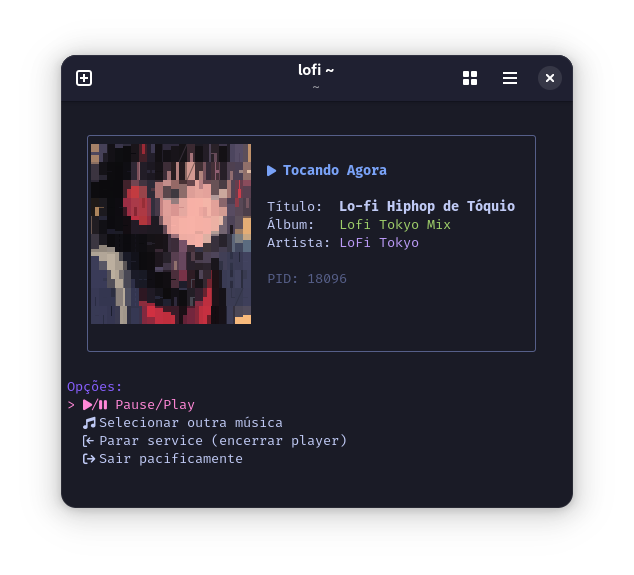 lofi ~
~
Tocando Agora
Título: Lo-fi Hiphop de Tóquio
Álbum: Lofi Tokyo Mix
Artista: LoFi Tokyo
PID: 18096
Opções:
> / Pause/Play
Selecionar outra música
Parar service (encerrar player)
Sair pacificamente